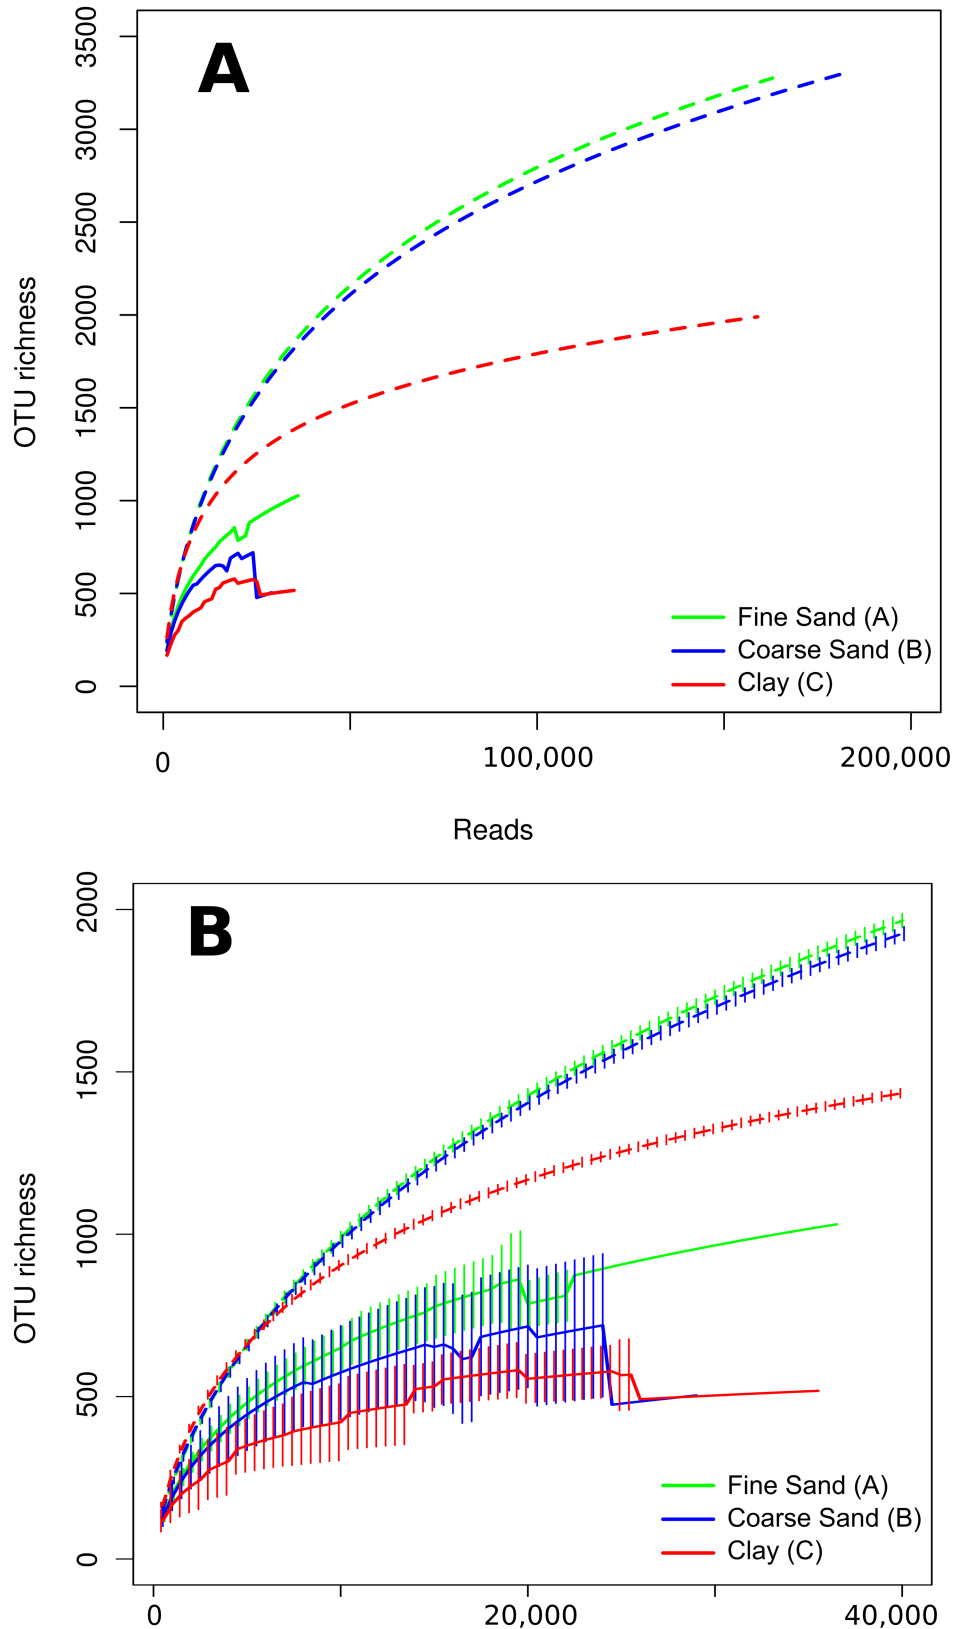 A
3500
3000
2500
2000
1500
1000
500
0
OTU richness
Fine Sand (A)
Coarse Sand (B)
Clay (C)
0
100,000
200,000
Reads
B
2000
1500
1000
500
0
OTU richness
Fine Sand (A)
Coarse Sand (B)
Clay (C)
0
20,000
40,000